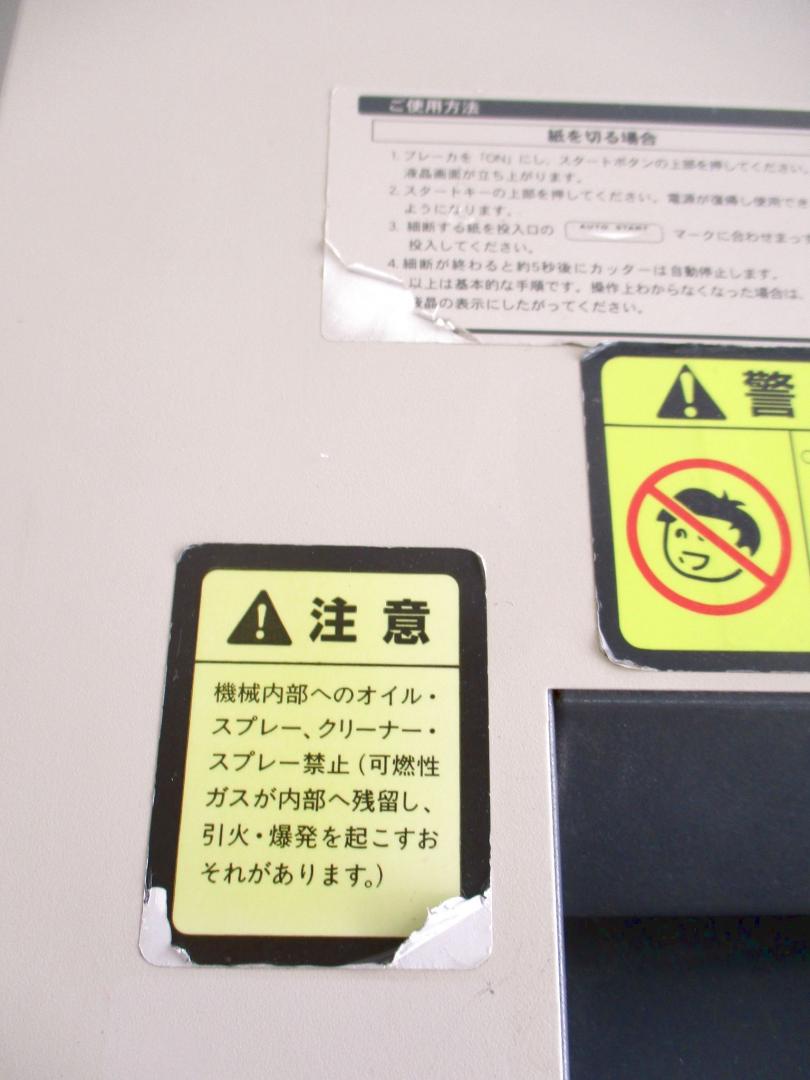 ご使用方法
紙を切る場合
1. ブレーカを「ON」にし、スタートボタンの上部を押してください。
液晶画面が立ち上がります。
2. スタートキーの上部を押してください。電源が復帰し使用でき
ようになります。
3. 細断する紙を投入口の AUTO START マークに合わせまっす
投入してください。
4. 細断が終わると約5秒後にカッターは自動停止します。
以上は基本的な手順です。操作上わからなくなった場合は、
液晶の表示にしたがってください。
警
注意
機械内部へのオイル・
スプレー、クリーナー・
スプレー禁止(可燃性
ガスが内部へ残留し、
引火・爆発を起こすお
それがあります。)